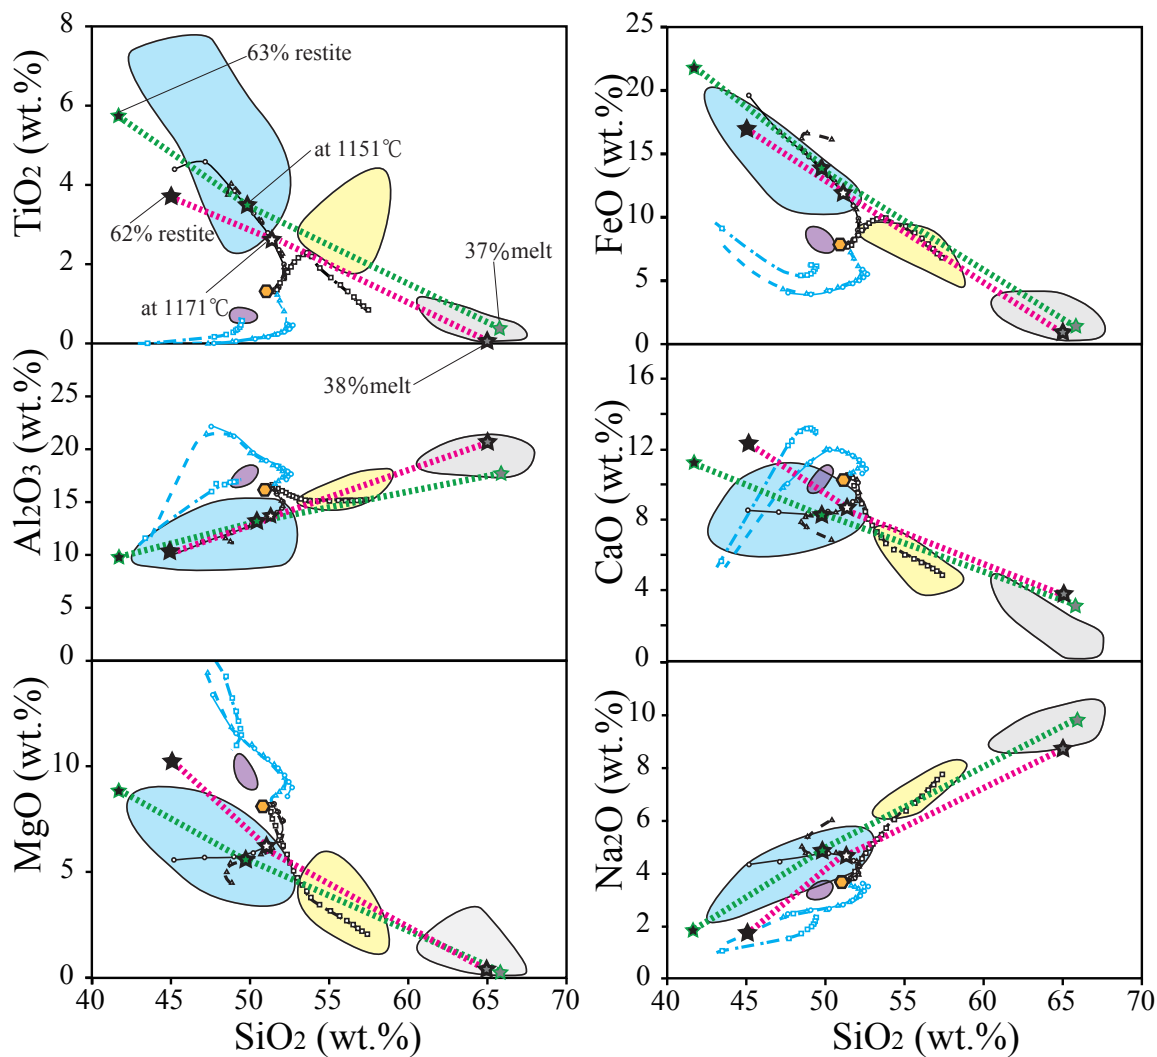 TiO2 (wt.%)
8
6
4
2
0
63% restite
at 1151℃
62% restite
37%melt
at 1171℃
38%melt
FeO (wt.%)
25
20
15
10
5
0
Al2O3 (wt.%)
25
20
15
10
5
0
CaO (wt.%)
16
12
8
4
0
MgO (wt.%)
10
5
0
40 45 50 55 60 65 70
SiO2 (wt.%)
Na2O (wt.%)
10
8
6
4
2
0
40 45 50 55 60 65 70
SiO2 (wt.%)